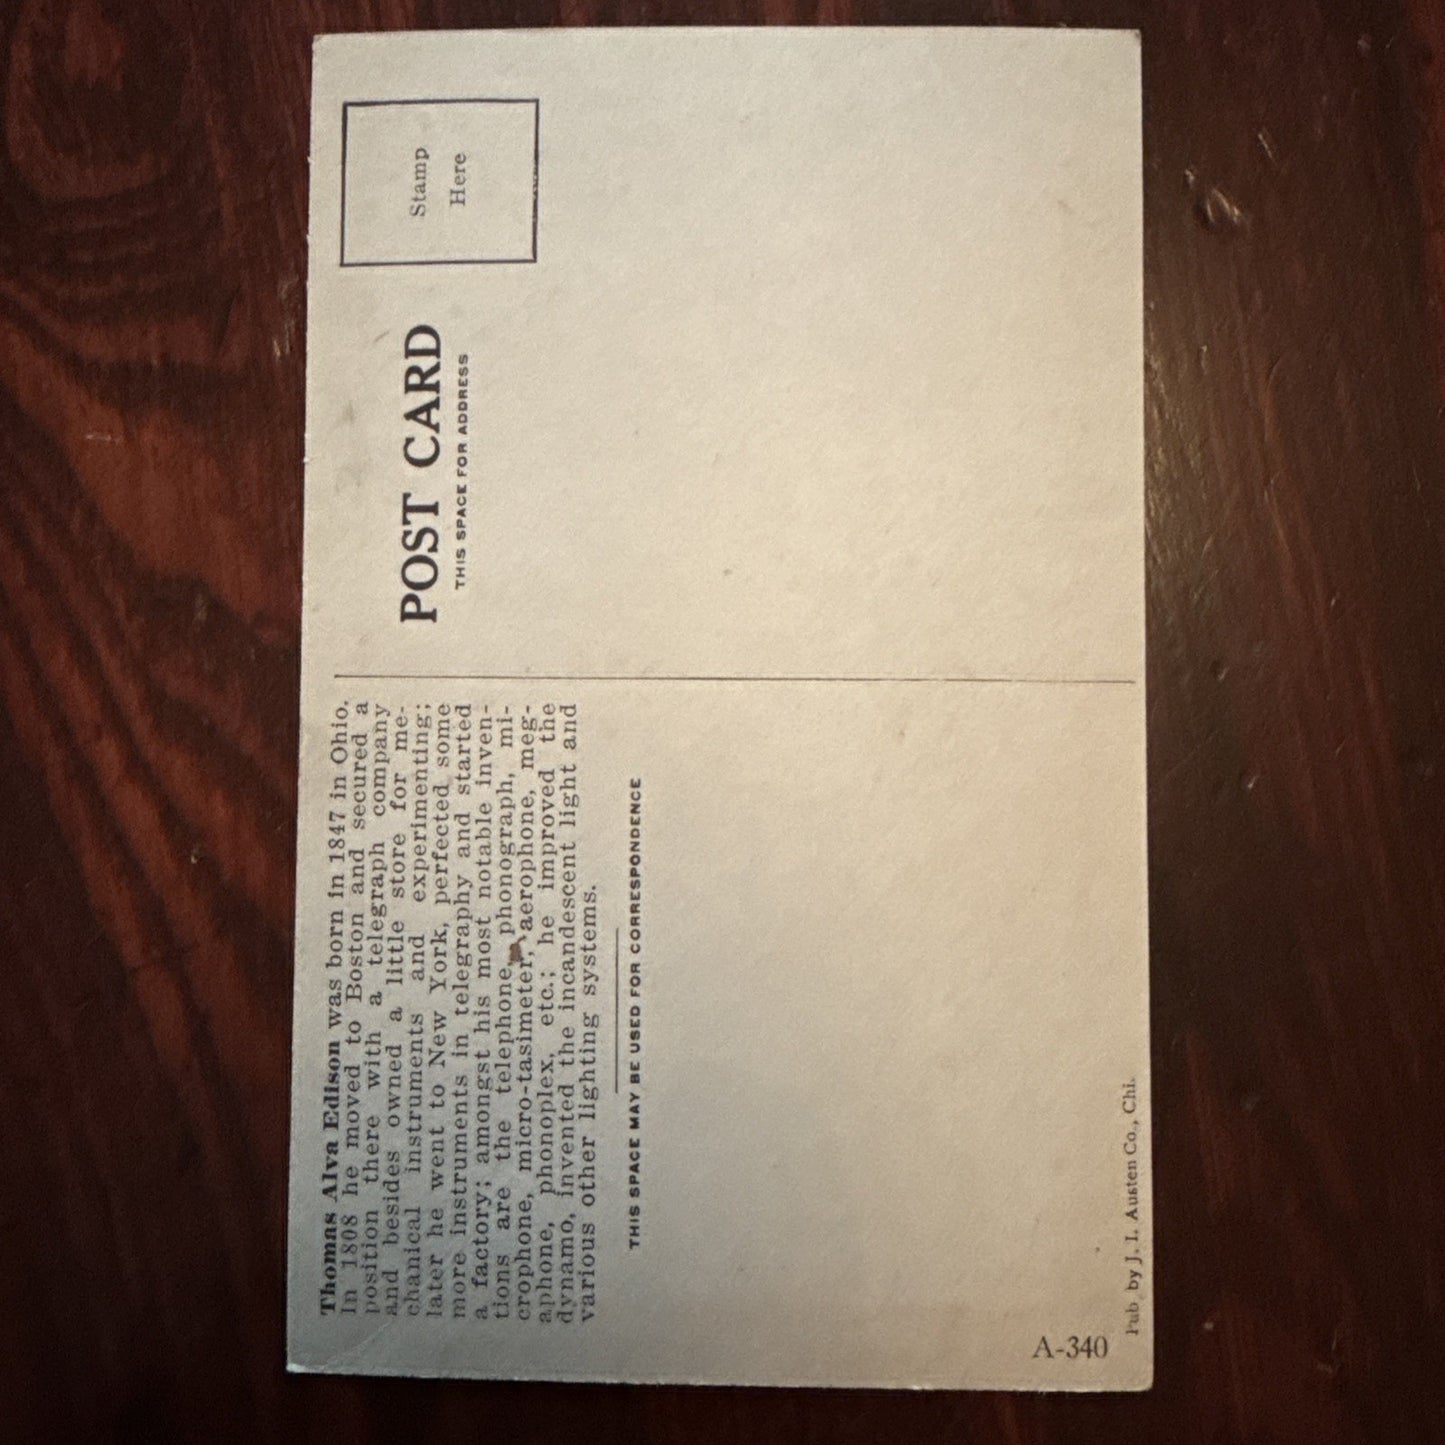 Thomas Alva Edison was born in 1847 in Ohio.
In 1808 he moved to Boston and secured a
position there with a telegraph company
and besides owned a little store for me-
chanical instruments and experimenting;
later he went to New York, perfected some
more instruments in telegraphy and started
a factory; amongst his most notable inven-
tions are the telephone, phonograph, mi-
crophone, micro-tasimeter, aerophone, meg-
aphone, phonoplex, etc.; he improved the
dynamo, invented the incandescent light and
various other lighting systems.
THIS SPACE MAY BE USED FOR CORRESPONDENCE
A-340
Pub. by J. I. Austen Co., Chi.
POST CARD
THIS SPACE FOR ADDRESS
Stamp
Here